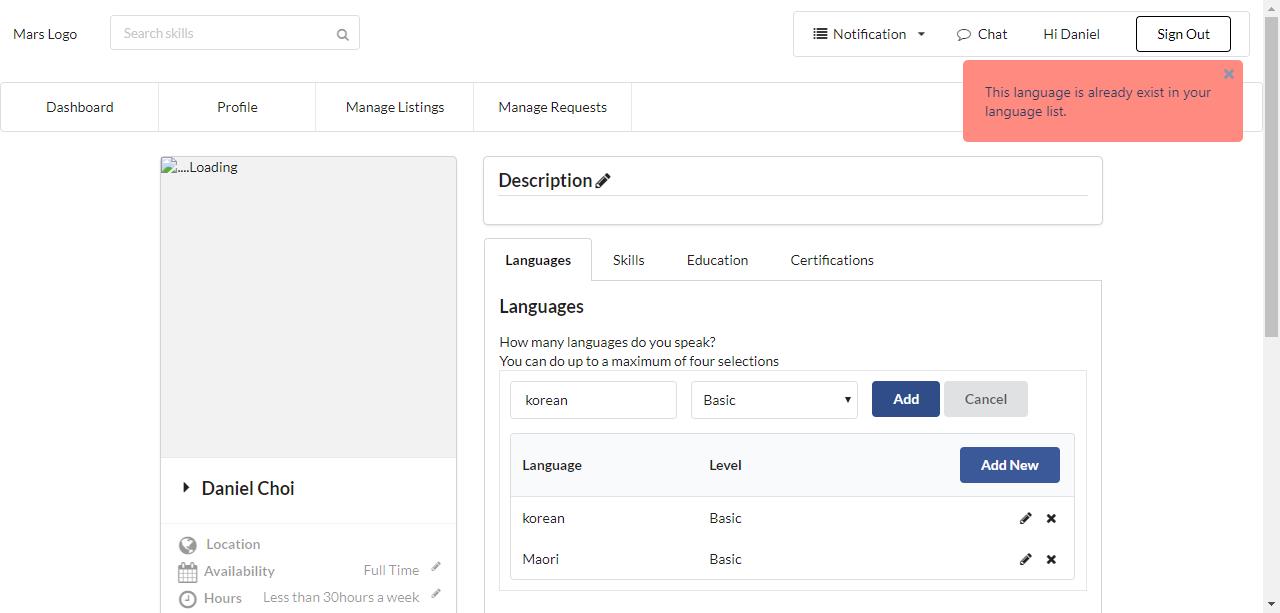 Mars Logo
Search skills
Notification
Chat
Hi Daniel
Sign Out
This language is already exist in your
language list.
Dashboard
Profile
Manage Listings
Manage Requests
....Loading
Description
Languages
Skills
Education
Certifications
Languages
How many languages do you speak?
You can do up to a maximum of four selections
korean
Basic
Add
Cancel
Language
Level
Add New
korean
Basic
Maori
Basic
Daniel Choi
Location
Availability
Full Time
Hours
Less than 30hours a week